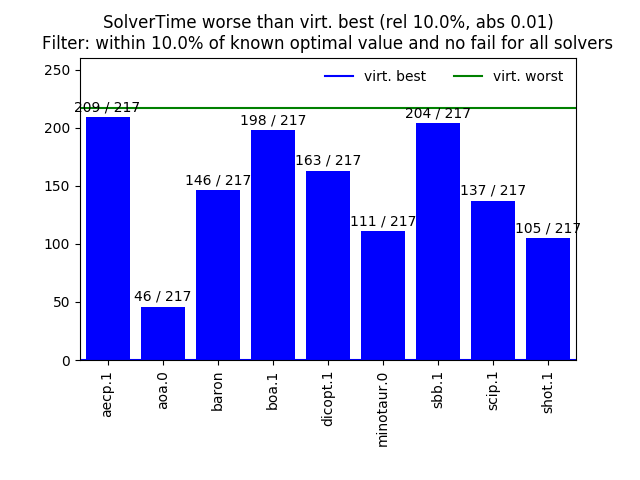 SolverTime worse than virt. best (rel 10.0%, abs 0.01)
Filter: within 10.0% of known optimal value and no fail for all solvers
250
200
150
100
50
0
virt. best
virt. worst
209 / 217
46 / 217
146 / 217
198 / 217
163 / 217
111 / 217
204 / 217
137 / 217
105 / 217
aecp.1
aoa.0
baron
boa.1
dicopt.1
minotaur.0
sbb.1
scip.1
shot.1